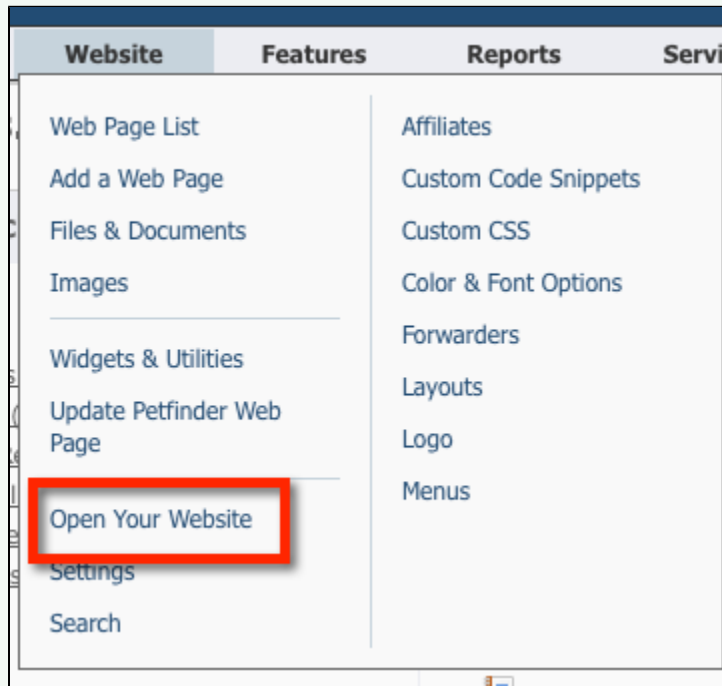 Website Features Reports Servi
Web Page List
Add a Web Page
Files & Documents
Images
Widgets & Utilities
Update Petfinder Web
Page
Open Your Website
Settings
Search
Affiliates
Custom Code Snippets
Custom CSS
Color & Font Options
Forwarders
Layouts
Logo
Menus